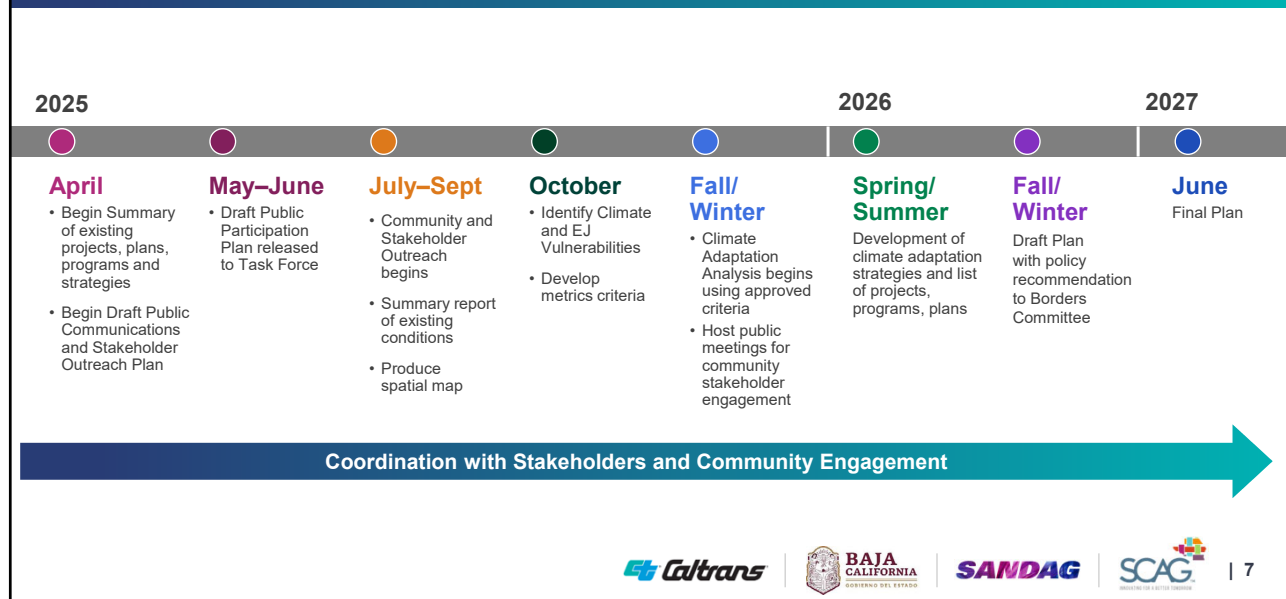 2025
2026
2027
April
• Begin Summary
of existing
projects, plans,
programs and
strategies
• Begin Draft Public
Communications
and Stakeholder
Outreach Plan
May–June
• Draft Public
Participation
Plan released
to Task Force
July–Sept
• Community and
Stakeholder
Outreach
begins
• Summary report
of existing
conditions
• Produce
spatial map
October
• Identify Climate
and EJ
Vulnerabilities
• Develop
metrics criteria
Fall/
Winter
• Climate
Adaptation
Analysis begins
using approved
criteria
• Host public
meetings for
community
stakeholder
engagement
Spring/
Summer
Development of
climate adaptation
strategies and list
of projects,
programs, plans
Fall/
Winter
Draft Plan
with policy
recommendation
to Borders
Committee
June
Final Plan
Coordination with Stakeholders and Community Engagement
Caltrans
BAJA
CALIFORNIA
GOBIERNO DEL ESTADO
SANDAG
SCAG
INNOVATING FOR A BETTER TOMORROW
| 7